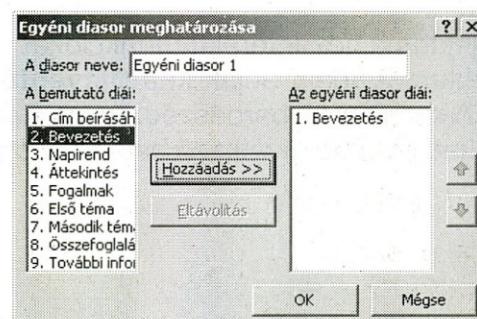 Egyéni diasor meghatározása
A diasor neve: Egyéni diasor 1
A bemutató diái:
1. Cím beírásáh
2. Bevezetés
3. Napirend
4. Áttekintés
5. Fogalmak
6. Első téma
7. Második tém
8. Összefoglalá
9. További infor
Hozzáadás >>
Eltávolítás
Az egyéni diasor diái:
1. Bevezetés
OK
Mégse